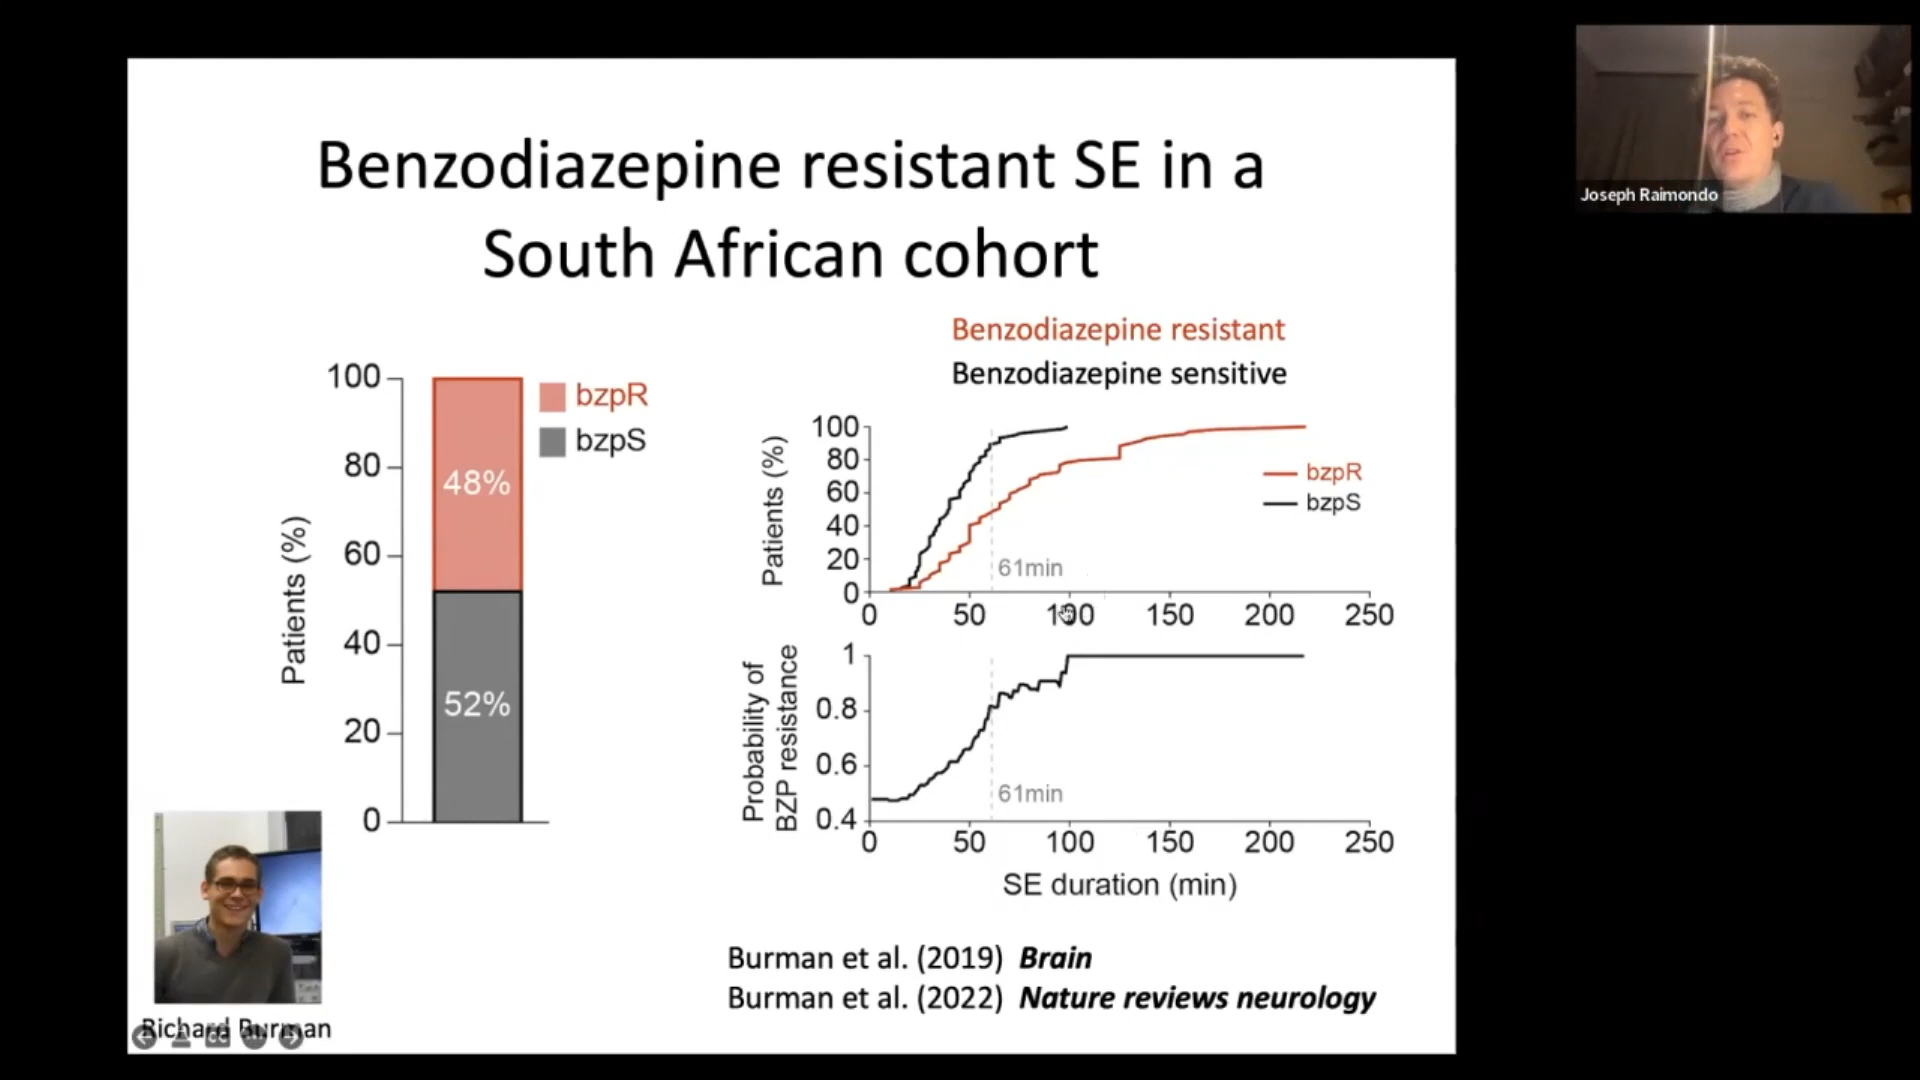 Benzodiazepine resistant SE in a
South African cohort
Joseph Raimondo
Patients (%)
100
80
60
40
20
0
48%
52%
bzpR
bzpS
Benzodiazepine resistant
Benzodiazepine sensitive
Patients (%)
100
80
60
40
20
0
61min
bzpR
bzpS
0 50 100 150 200 250
Probability of
BZP resistance
1
0.8
0.6
0.4
61min
0 50 100 150 200 250
SE duration (min)
Burman et al. (2019) Brain
Burman et al. (2022) Nature reviews neurology
Richard Burman